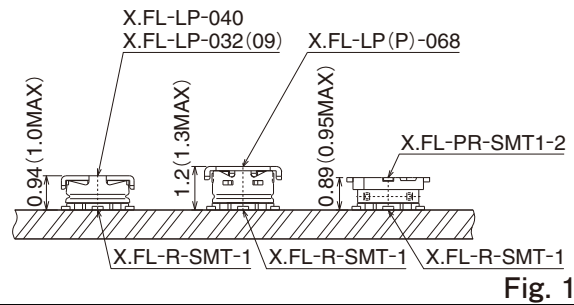 X.FL-LP-040
X.FL-LP-032(09)
X.FL-LP(P)-068
X.FL-PR-SMT1-2
0.94(1.0MAX)
1.2(1.3MAX)
0.89(0.95MAX)
X.FL-R-SMT-1
X.FL-R-SMT-1
X.FL-R-SMT-1
Fig. 1